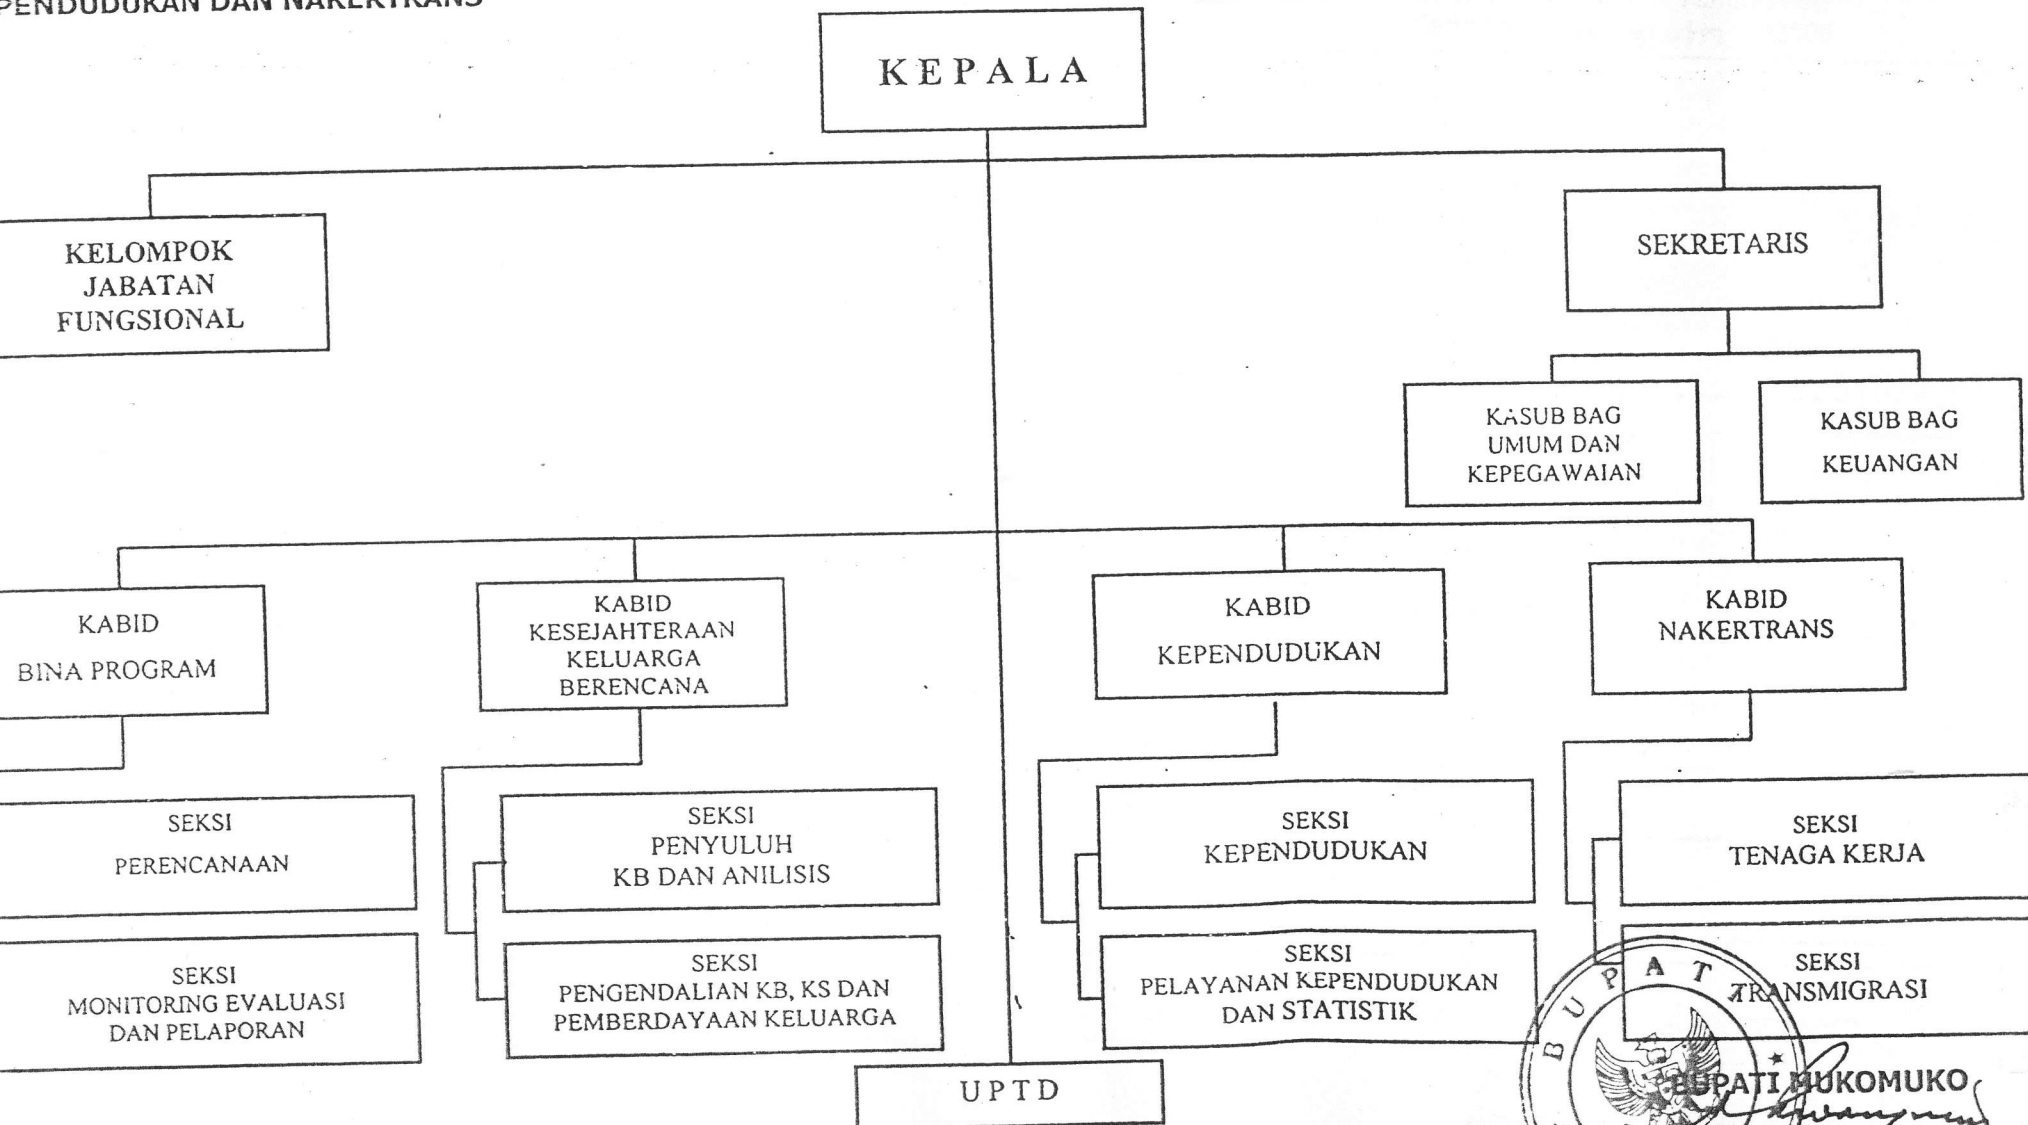 PENDUDUKAN DAN NAKERTRANS
KEPALA
KELOMPOK
JABATAN
FUNGSIONAL
SEKRETARIS
KASUB BAG
UMUM DAN
KEPEGAWAIAN
KASUB BAG
KEUANGAN
KABID
BINA PROGRAM
KABID
KESEJAHTERAAN
KELUARGA
BERENCANA
KABID
KEPENDUDUKAN
KABID
NAKERTRANS
SEKSI
PERENCANAAN
SEKSI
PENYULUH
KB DAN ANILISIS
SEKSI
KEPENDUDUKAN
SEKSI
TENAGA KERJA
SEKSI
MONITORING EVALUASI
DAN PELAPORAN
SEKSI
PENGENDALIAN KB, KS DAN
PEMBERDAYAAN KELUARGA
SEKSI
PELAYANAN KEPENDUDUKAN
DAN STATISTIK
SEKSI
TRANSMIGRASI
UPTD
BUPATI
BUPATI MUKOMUKO